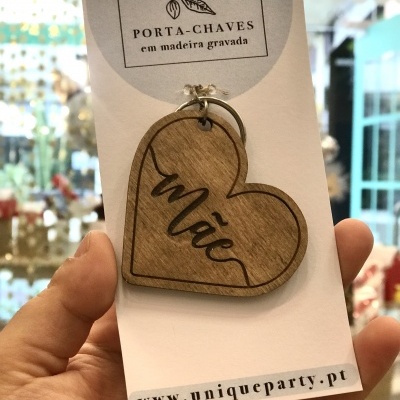 PORTA-CHAVES
em madeira gravada
Mãe
www.uniqueparty.pt